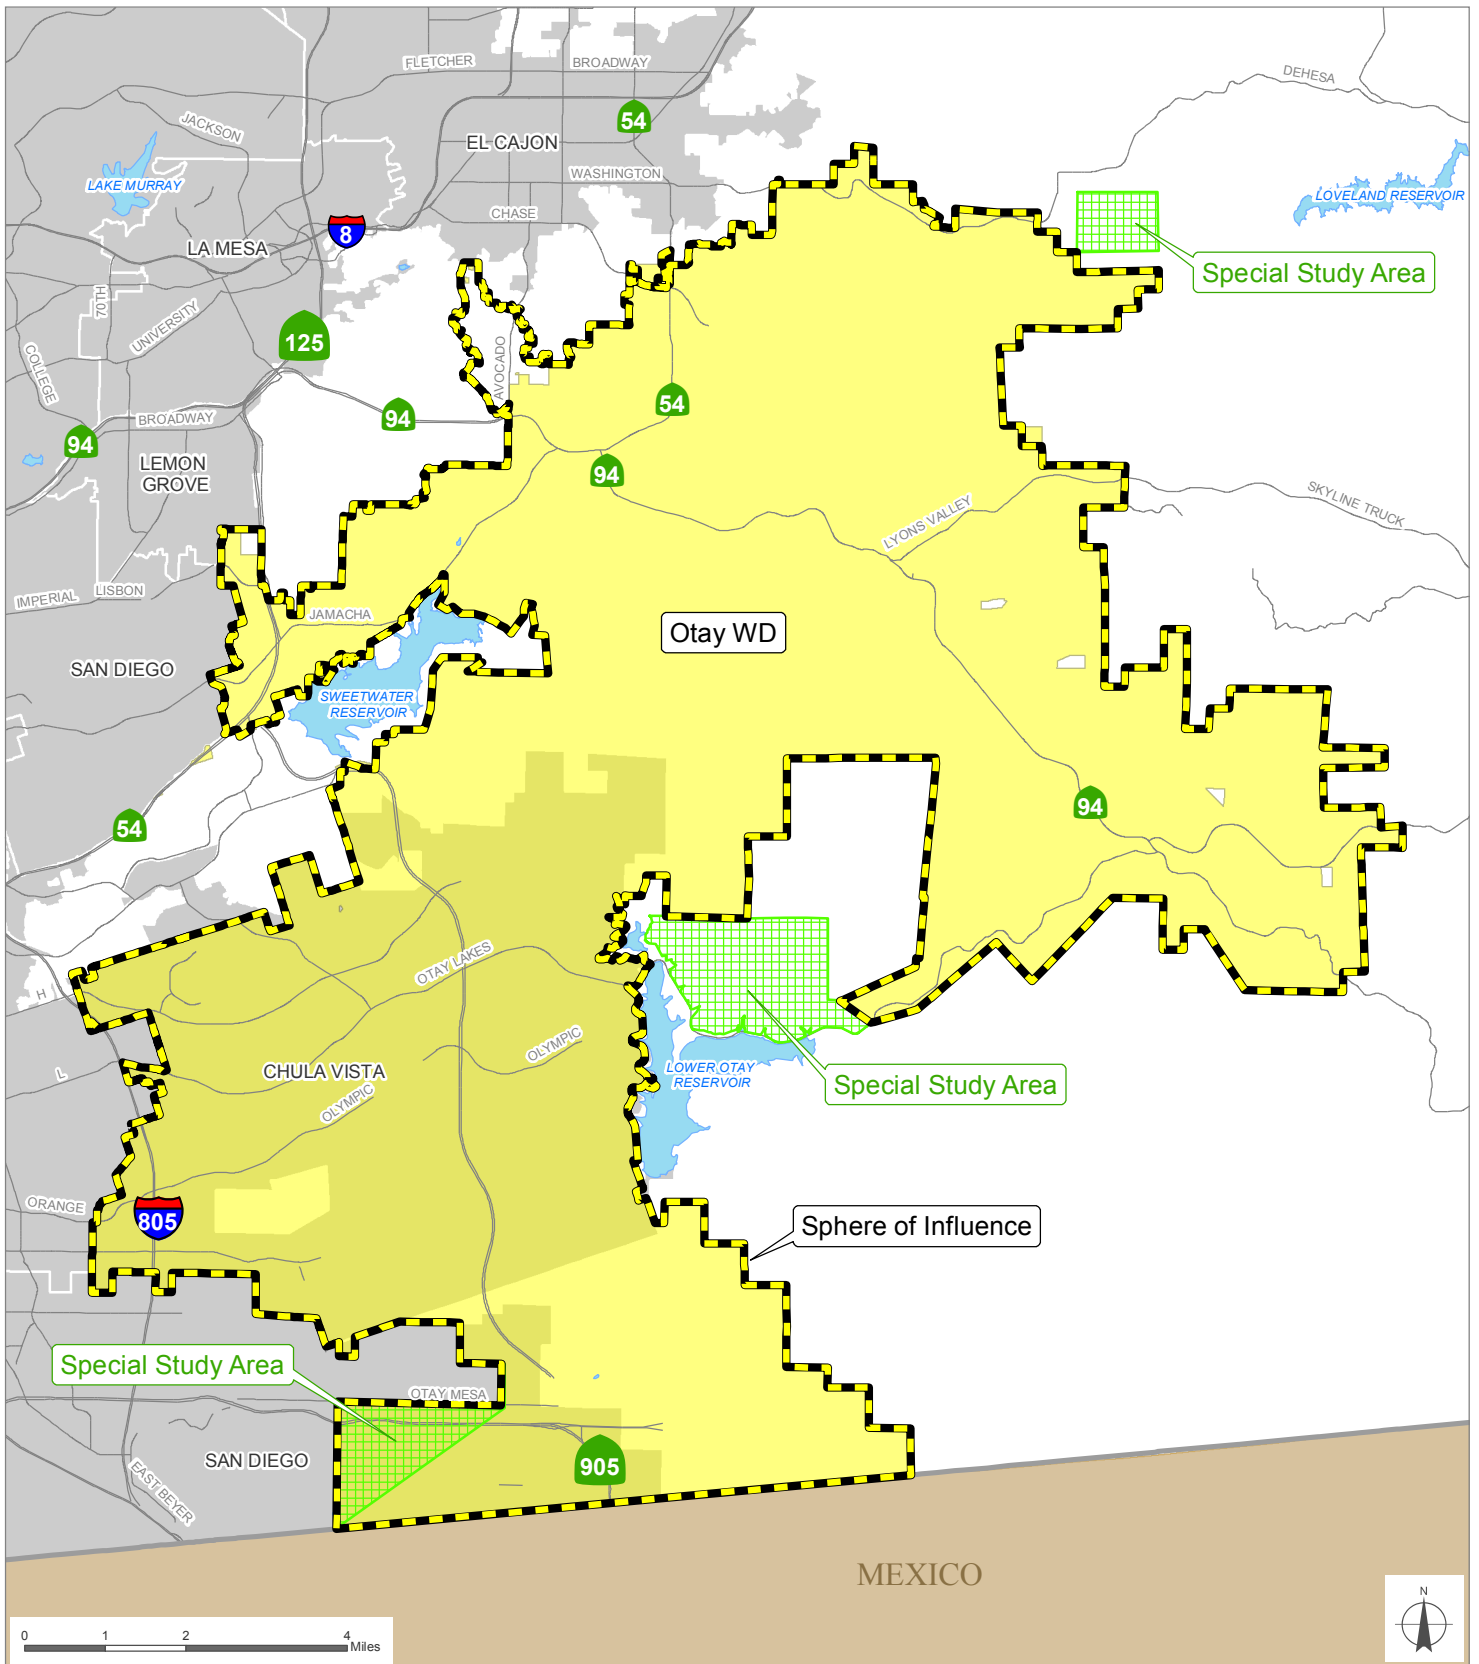 FLETCHER
BROADWAY
DEHESA
JACKSON
54
EL CAJON
LAKE MURRAY
WASHINGTON
LOVELAND RESERVOIR
CHASE
8
LA MESA
Special Study Area
70TH
UNIVERSITY
125
COLLEGE
AVOCADO
94
BROADWAY
94
54
LEMON
GROVE
94
SKYLINE TRUCK
LYONS VALLEY
IMPERIAL
LISBON
JAMACHA
Otay WD
SAN DIEGO
SWEETWATER
RESERVOIR
94
54
OTAY LAKES
H
OLYMPIC
L
CHULA VISTA
LOWER OTAY
RESERVOIR
Special Study Area
OLYMPIC
ORANGE
805
Sphere of Influence
Special Study Area
OTAY MESA
SAN DIEGO
905
EAST BEYER
MEXICO
N
0 1 2 4
Miles